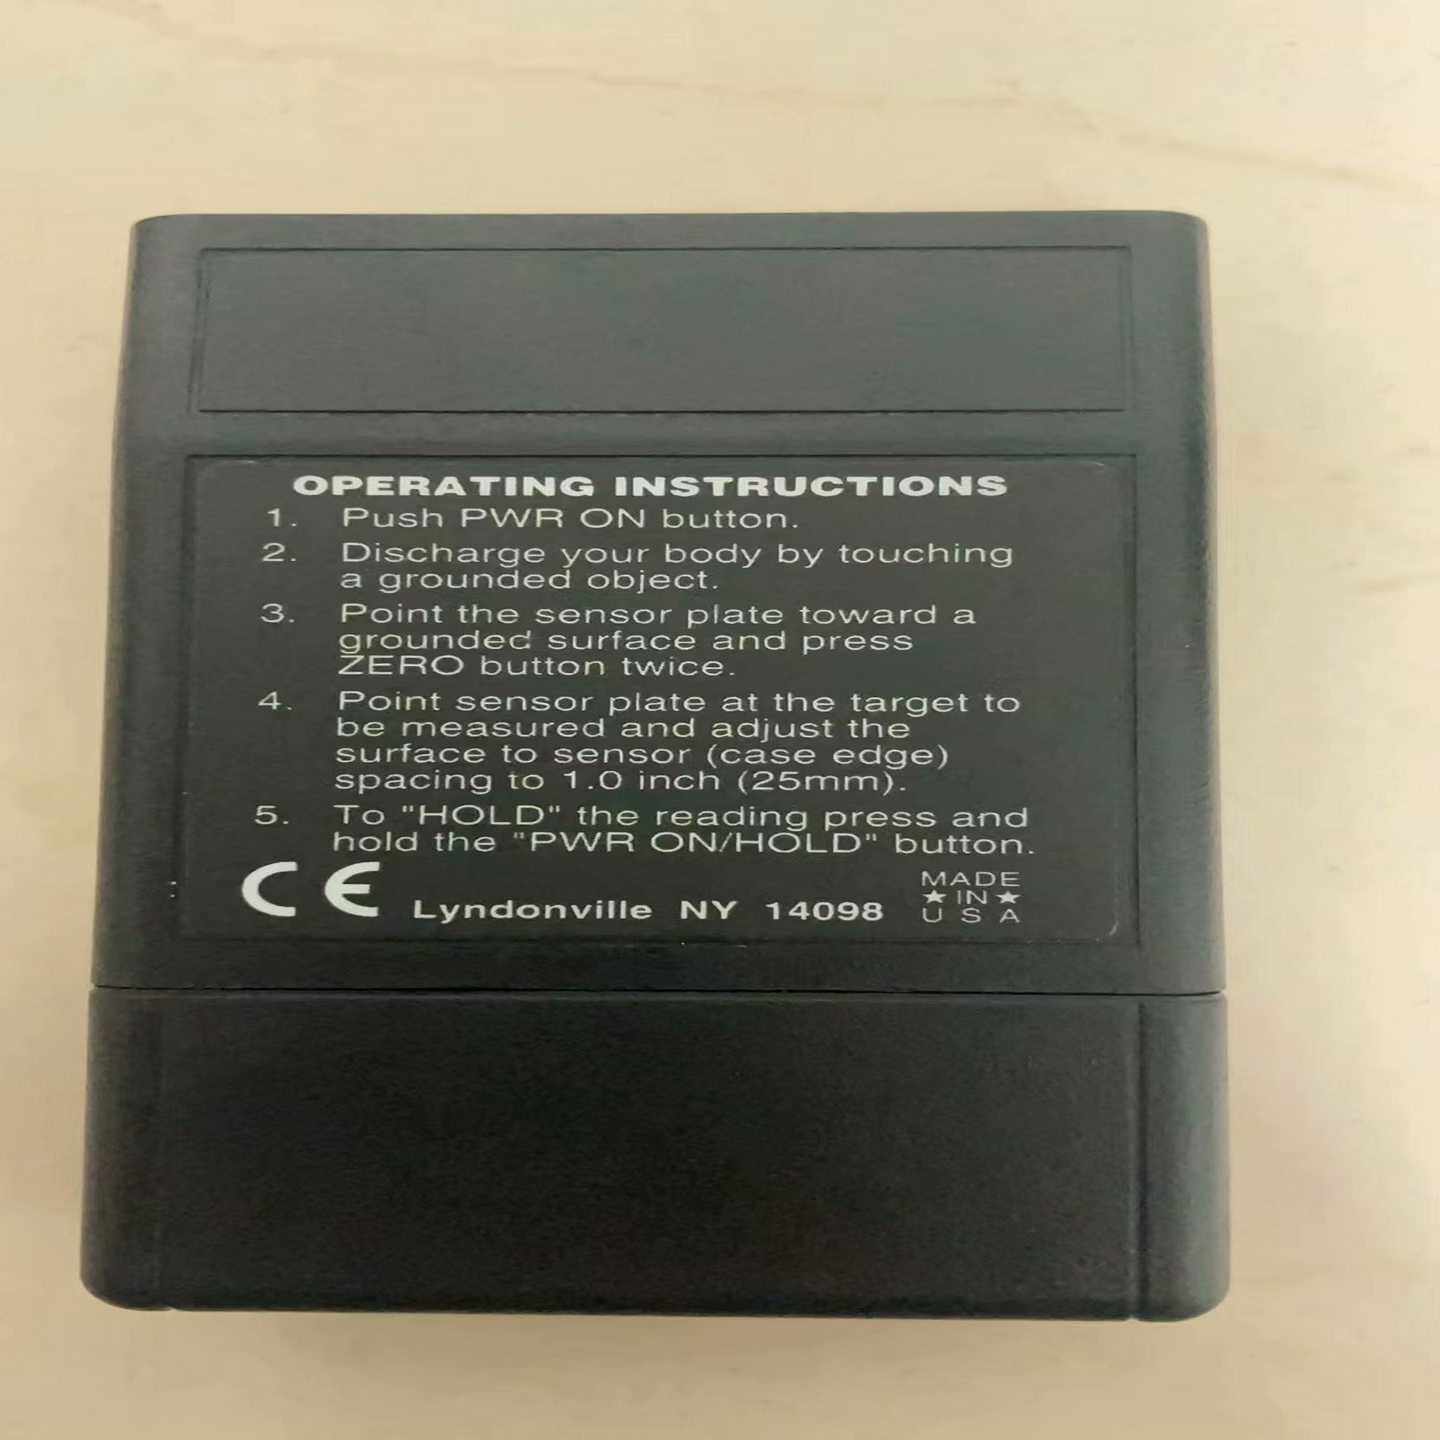 OPERATING INSTRUCTIONS
1. Push PWR ON button.
2. Discharge your body by touching
a grounded object.
3. Point the sensor plate toward a
grounded surface and press
ZERO button twice.
4. Point sensor plate at the target to
be measured and adjust the
surface to sensor (case edge)
spacing to 1.0 inch (25mm).
5. To "HOLD" the reading press and
hold the "PWR ON/HOLD" button.
CE Lyndonville NY 14098
MADE
★ IN ★
U S A